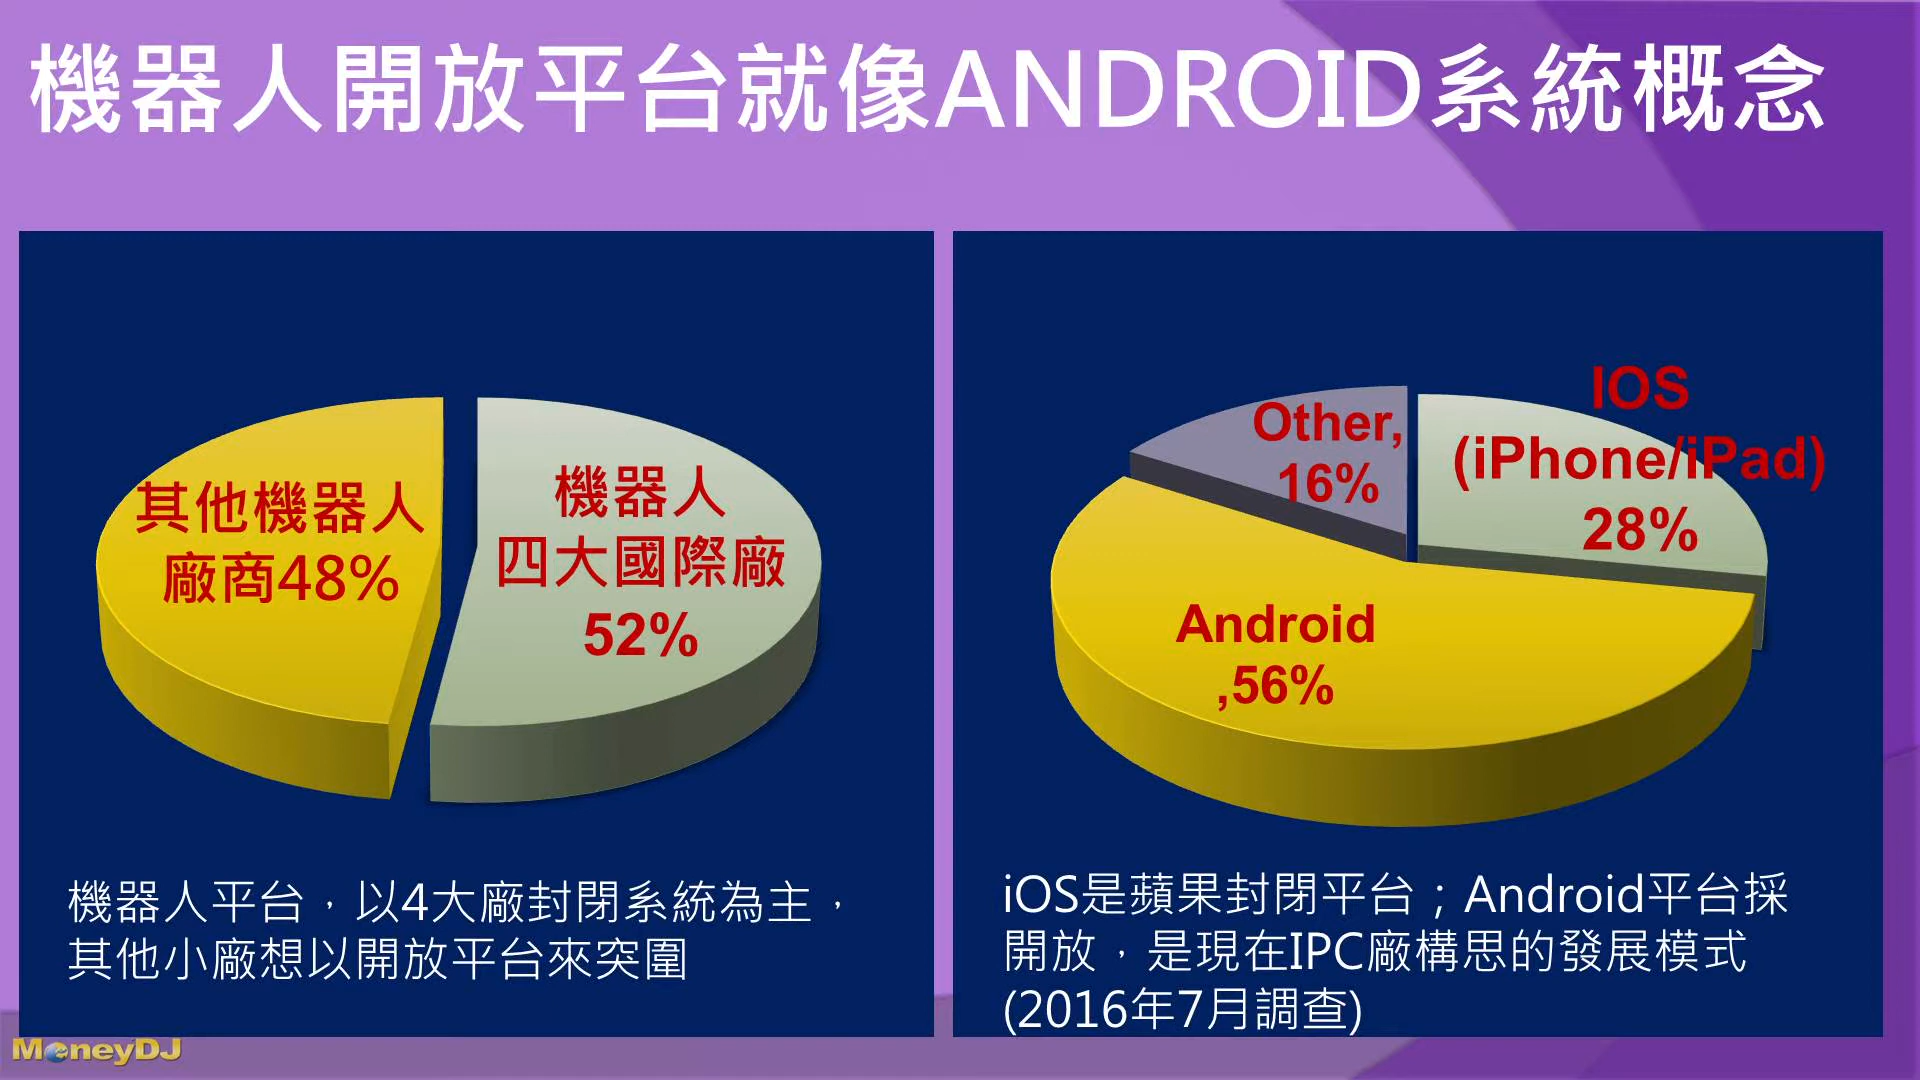 機器人開放平台就像ANDROID系統概念
其他機器人
廠商48%
機器人
四大國際廠
52%
機器人平台，以4大廠封閉系統為主，
其他小廠想以開放平台來突圍
Other,
16%
IOS
(iPhone/iPad)
28%
Android
,56%
iOS是蘋果封閉平台；Android平台採
開放，是現在IPC廠構思的發展模式
(2016年7月調查)
MoneyDJ